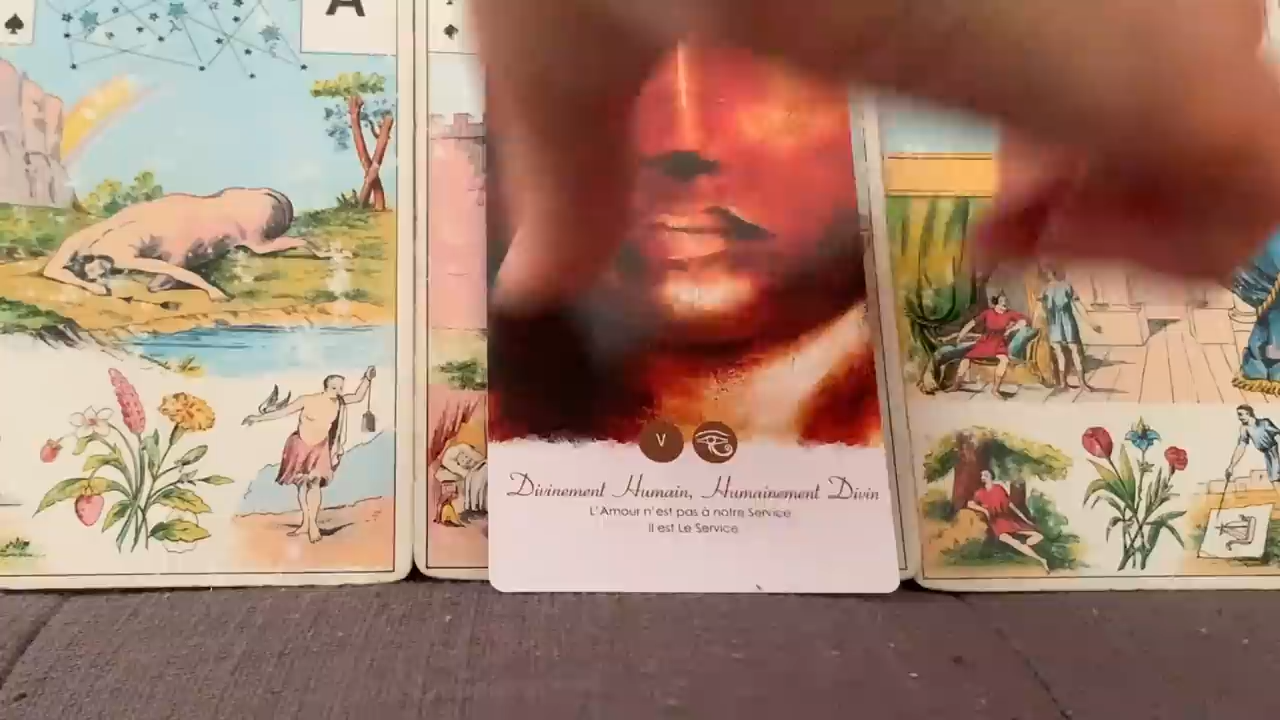 A
V
Divinement Humain, Humainement Divin
L'Amour n'est pas à notre Service
Il est Le Service